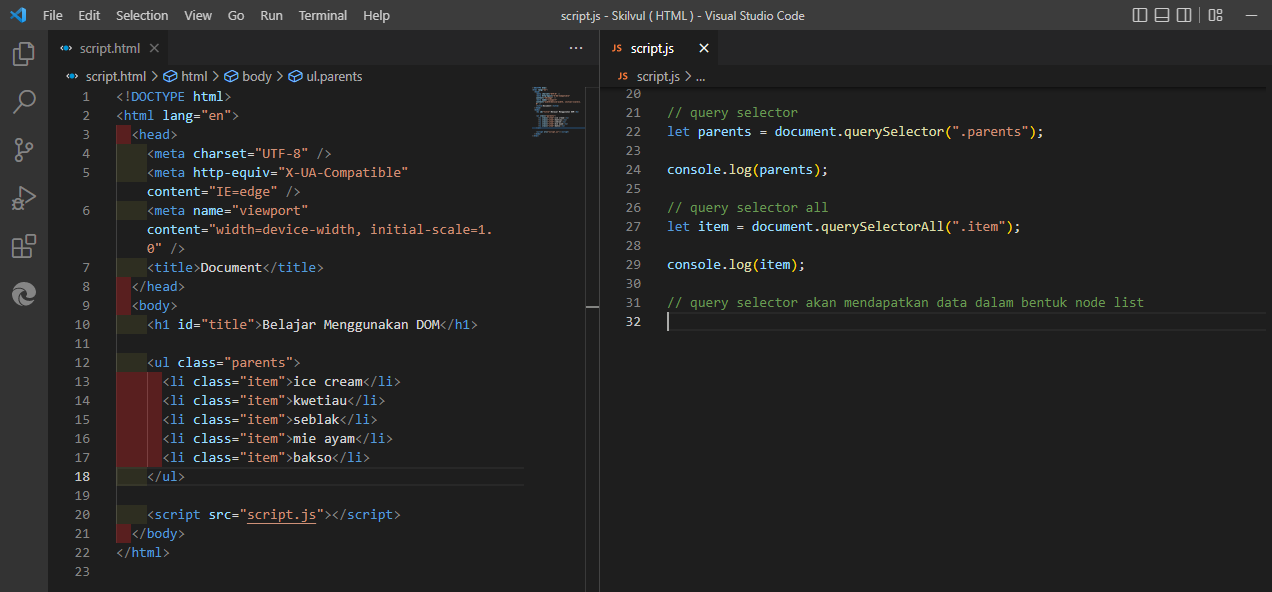 File Edit Selection View Go Run Terminal Help script.js - Skilvul ( HTML ) - Visual Studio Code
script.html
script.html > html > body > ul.parents
1 <!DOCTYPE html>
2 <html lang="en">
3 <head>
4 <meta charset="UTF-8" />
5 <meta http-equiv="X-UA-Compatible"
content="IE=edge" />
6 <meta name="viewport"
content="width=device-width, initial-scale=1.
0" />
7 <title>Document</title>
8 </head>
9 <body>
10 <h1 id="title">Belajar Menggunakan DOM</h1>
11
12 <ul class="parents">
13 <li class="item">ice cream</li>
14 <li class="item">kwetiau</li>
15 <li class="item">seblak</li>
16 <li class="item">mie ayam</li>
17 <li class="item">bakso</li>
18 </ul>
19
20 <script src="script.js"></script>
21 </body>
22 </html>
23
JS script.js
JS script.js > ...
20
21 // query selector
22 let parents = document.querySelector(".parents");
23
24 console.log(parents);
25
26 // query selector all
27 let item = document.querySelectorAll(".item");
28
29 console.log(item);
30
31 // query selector akan mendapatkan data dalam bentuk node list
32